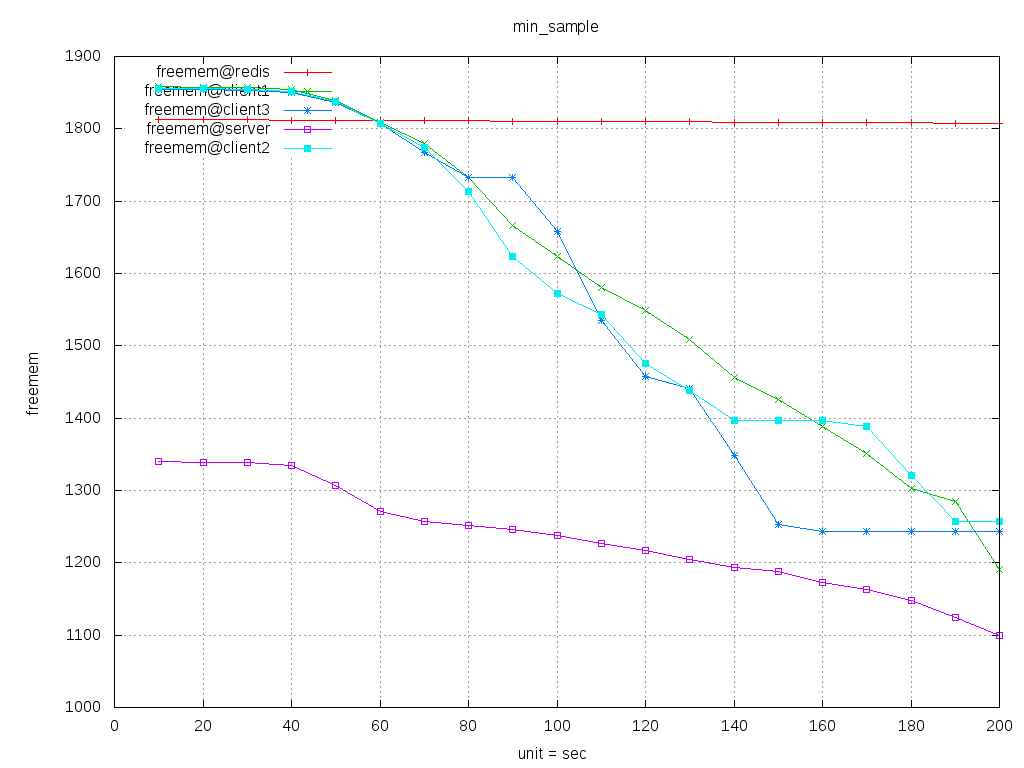 min_sample
1900
1800
1700
1600
1500
1400
1300
1200
1100
1000
freemem
freemem@redis
freemem@client1
freemem@client3
freemem@server
freemem@client2
0 20 40 60 80 100 120 140 160 180 200
unit = sec